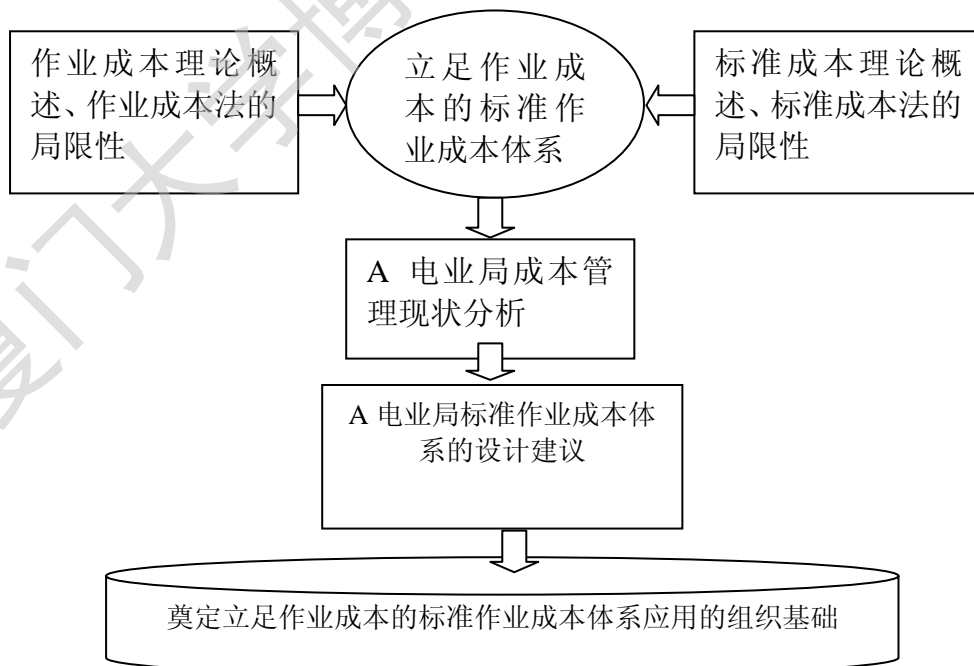 作业成本理论概
述、作业成本法的
局限性
立足作业成
本的标准作
业成本体系
标准成本理论概
述、标准成本法的
局限性
A 电业局成本管
理现状分析
A 电业局标准作业成本体
系的设计建议
奠定立足作业成本的标准作业成本体系应用的组织基础
厦门大学博